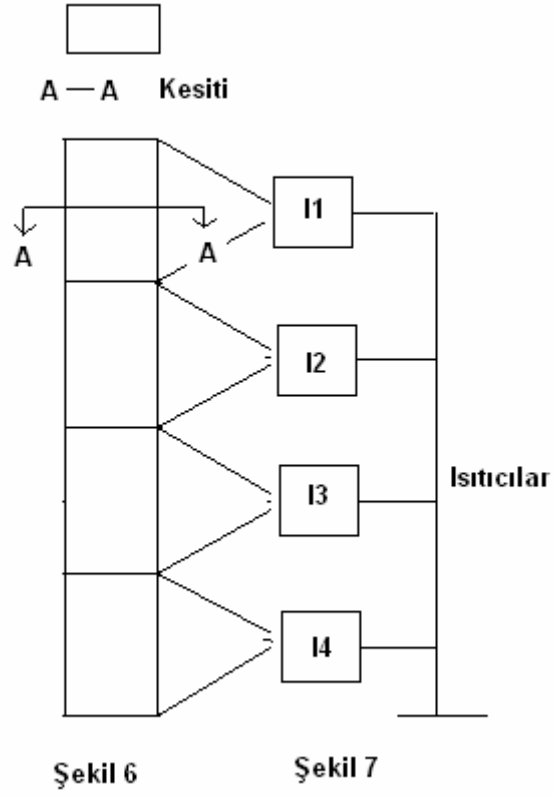 A — A Kesiti
I1
A
A
I2
Isıtıcılar
I3
I4
Şekil 6
Şekil 7